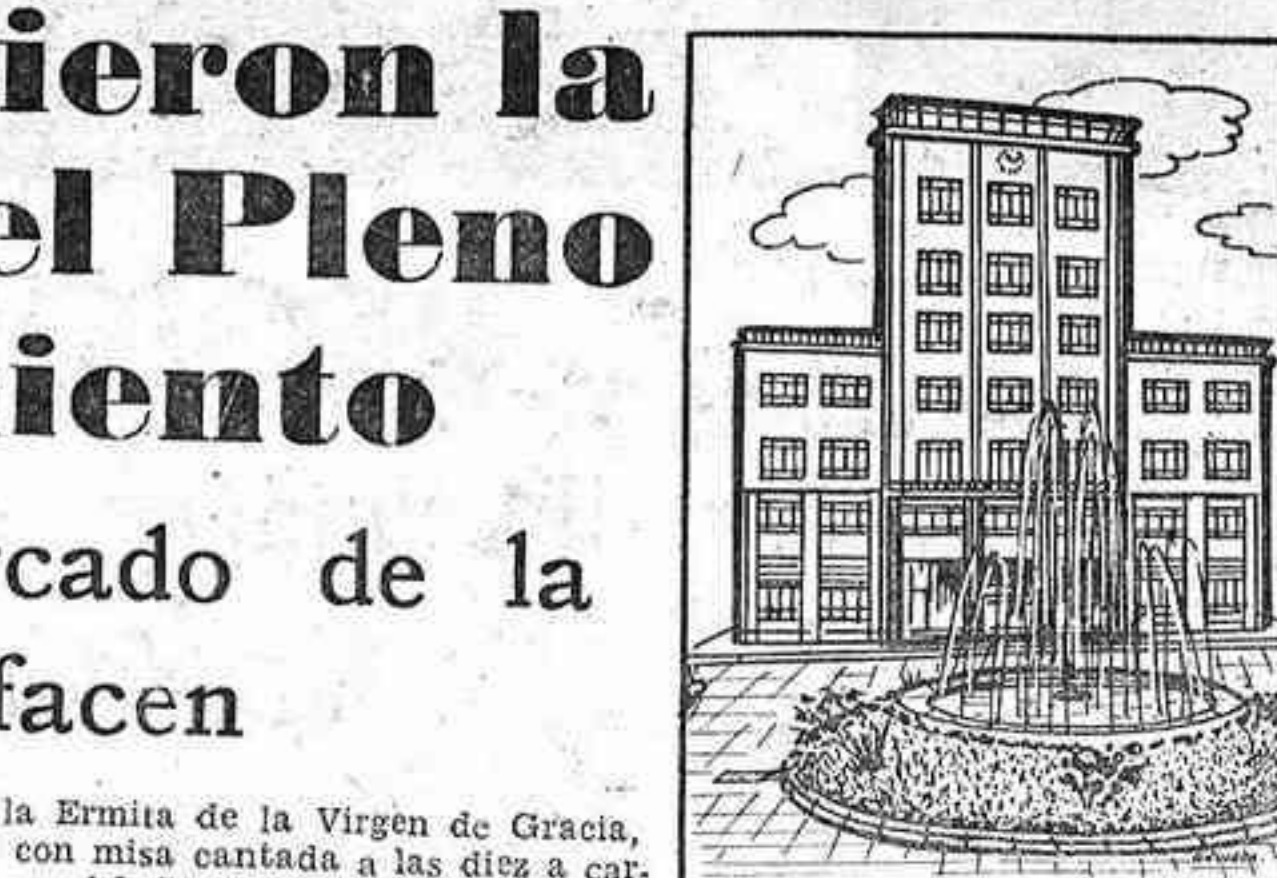 ieron la
el Pleno
iento
cado de la
facen
la Ermita de la Virgen de Gracia,
con misa cantada a las diez a car-